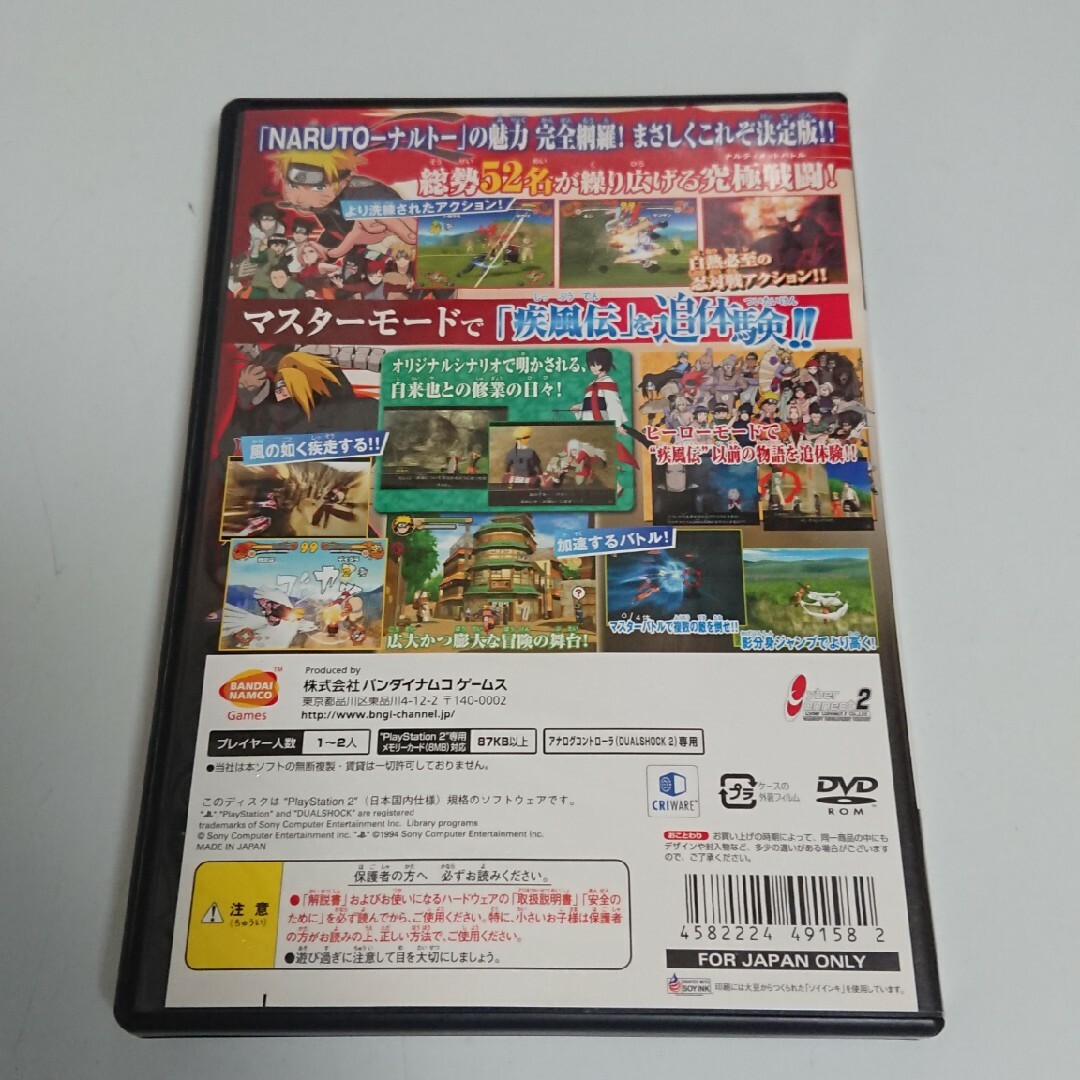 「NARUTO－ナルト－」の魅力 完全網羅! まさしくこれぞ決定版!!
総勢52名が繰り広げる究極戦闘!
ナルティメットバトル
より洗練されたアクション!
白熱必至の
忍対戦アクション!!
マスターモードで「疾風伝」を追体験!!
オリジナルシナリオで明かされる、
自来也との修業の日々!
ヒーローモードで
“疾風伝”以前の物語を追体験!!
風の如く疾走する!!
加速するバトル!
広大かつ膨大な冒険の舞台!
マスターバトルで複数の敵を倒せ!!
影分身ジャンプでより高く!
BANDAI NAMCO Games
Produced by
株式会社 バンダイナムコ ゲームス
東京都品川区東品川4-12-2 〒140-0002
http://www.bngi-channel.jp/
Cyber Connect 2
プレイヤー人数 1～2人
"PlayStation 2"専用 メモリーカード(8MB)対応 87KB以上
アナログコントローラ(DUALSHOCK 2)専用
●当社は本ソフトの無断複製・賃貸は一切許可しておりません。
このディスクは "PlayStation 2" (日本国内仕様) 規格のソフトウェアです。
" " "PlayStation" and "DUALSHOCK" are registered
trademarks of Sony Computer Entertainment Inc. Library programs
© Sony Computer Entertainment Inc. " " ©1994 Sony Computer Entertainment Inc.
MADE IN JAPAN
CRIWARE
プラ
ケースの
外装フィルム
DVD
ROM
おことわり お買い上げの時期によって、同一商品の中にも
デザインや封入物など、多少の違いがある場合がございます
ので、ご了承ください。
保護者の方へ 必ずお読みください。
注意
(ちゅうい)
●「解説書」およびお使いになるハードウェアの「取扱説明書」「安全の
ために」を必ず読んでから、ご使用ください。特に、小さいお子様は保護者
の方がお読みの上、正しい方法で、ご使用ください。
●遊び過ぎに注意して目を大切にしましょう。
4582224 49158 2
FOR JAPAN ONLY
SOY INK
印刷には大豆からつくられた「ソイインキ」を使用しています。